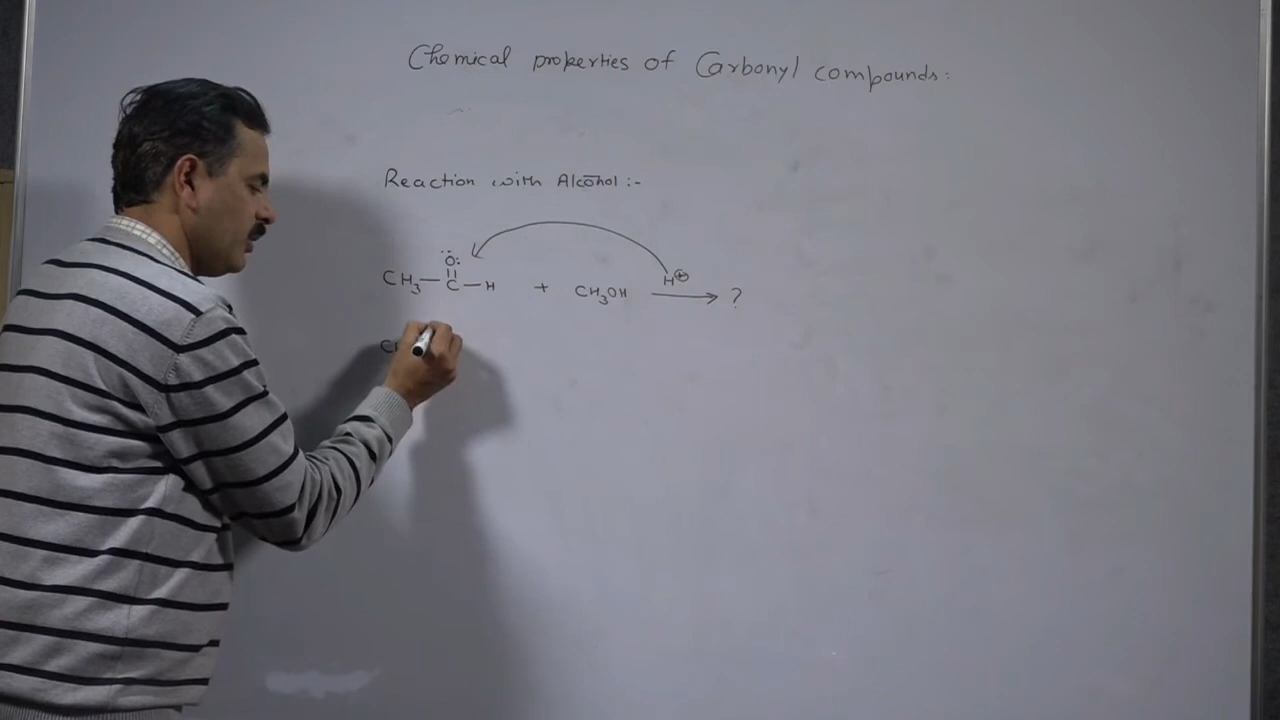 Chemical properties of Carbonyl compounds:
Reaction with Alcohol :-
:Ö:
||
CH₃—C—H + CH₃OH —H⊕→ ?
C